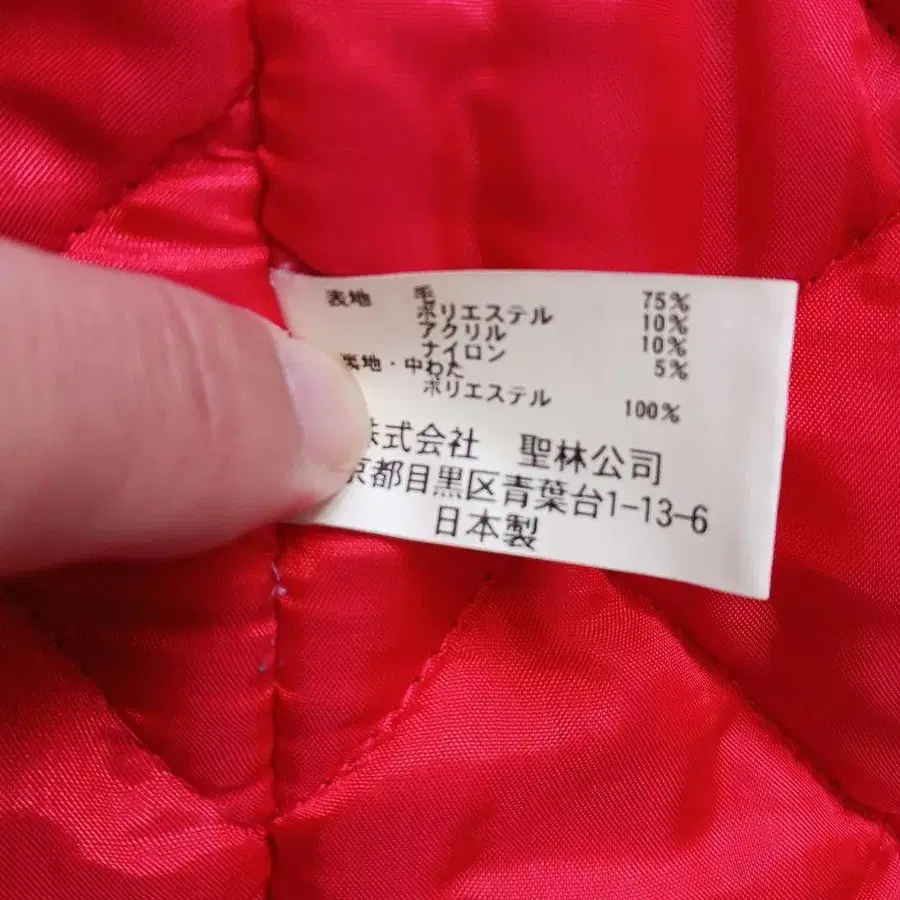 表地 毛 75%
ポリエステル 10%
アクリル 10%
ナイロン 5%
裏地・中わた
ポリエステル 100%
株式会社 聖林公司
京都目黒区青葉台1-13-6
日本製